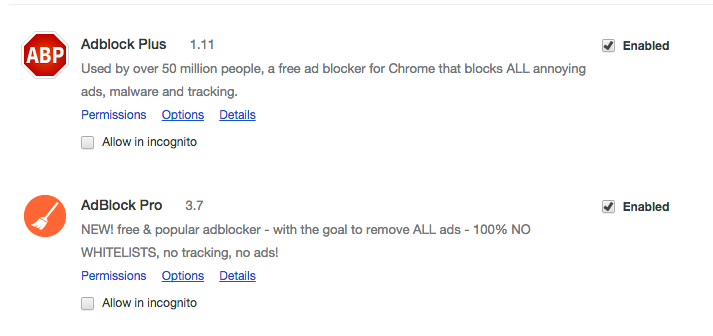 ABP
Adblock Plus 1.11
Enabled
Used by over 50 million people, a free ad blocker for Chrome that blocks ALL annoying
ads, malware and tracking.
Permissions Options Details
Allow in incognito
AdBlock Pro 3.7
Enabled
NEW! free & popular adblocker - with the goal to remove ALL ads - 100% NO
WHITELISTS, no tracking, no ads!
Permissions Options Details
Allow in incognito